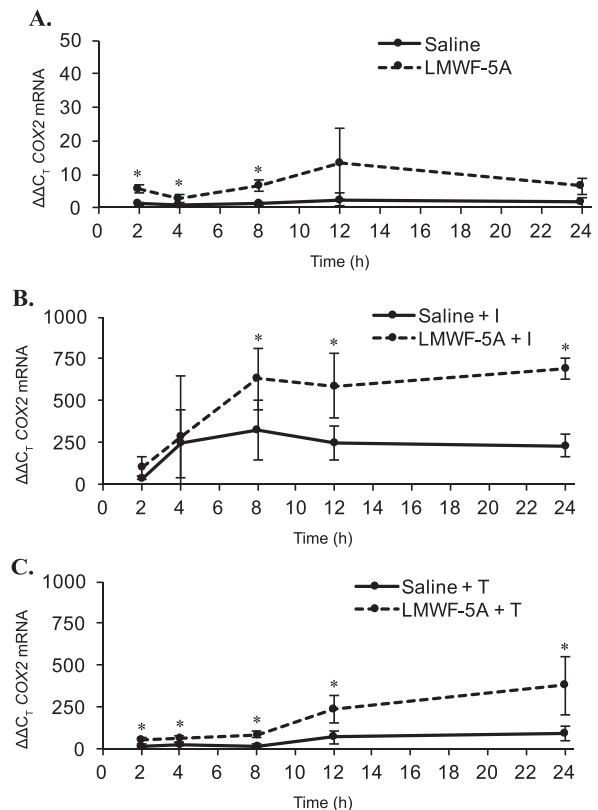 A.
Saline
LMWF-5A
ΔΔC_T COX2 mRNA
50
40
30
20
10
0
* * *
0 2 4 6 8 10 12 14 16 18 20 22 24
Time (h)
B.
Saline + I
LMWF-5A + I
ΔΔC_T COX2 mRNA
1000
750
500
250
0
* * *
0 2 4 6 8 10 12 14 16 18 20 22 24
Time (h)
C.
Saline + T
LMWF-5A + T
ΔΔC_T COX2 mRNA
1000
750
500
250
0
* * * * *
0 2 4 6 8 10 12 14 16 18 20 22 24
Time (h)